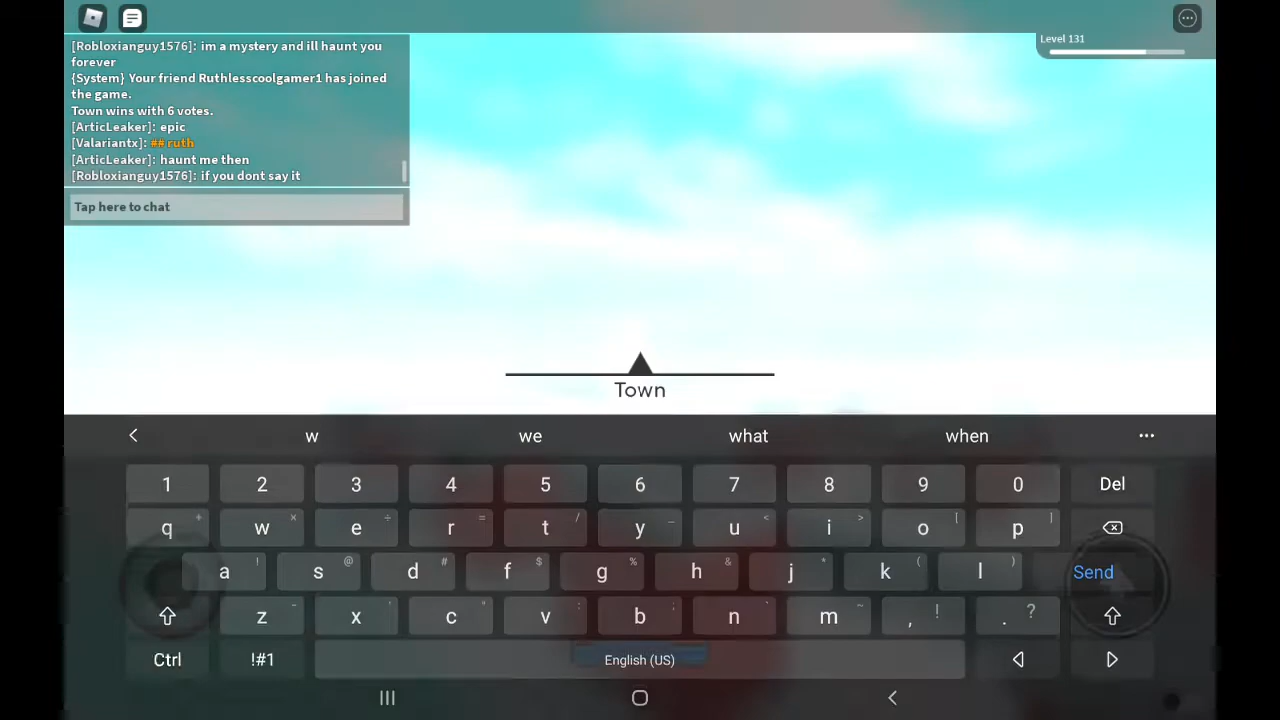 Level 131
[Robloxianguy1576]: im a mystery and ill haunt you
forever
{System} Your friend Ruthlesscoolgamer1 has joined
the game.
Town wins with 6 votes.
[ArticLeaker]: epic
[Valariantx]: ## ruth
[ArticLeaker]: haunt me then
[Robloxianguy1576]: if you dont say it
Tap here to chat
Town
w we what when ...
1 2 3 4 5 6 7 8 9 0 Del
q + w × e ÷ r = t / y _ u < i > o [ p ]
a ! s @ d # f $ g % h & j * k ( l ) Send
z - x ' c " v : b ; n ` m ~ , ! . ?
Ctrl !#1 English (US)